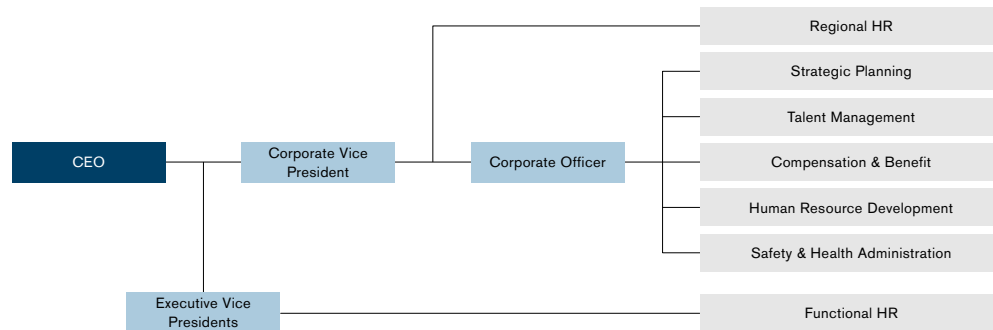 Regional HR
Strategic Planning
Talent Management
CEO
Corporate Vice
President
Corporate Officer
Compensation & Benefit
Human Resource Development
Safety & Health Administration
Executive Vice
Presidents
Functional HR